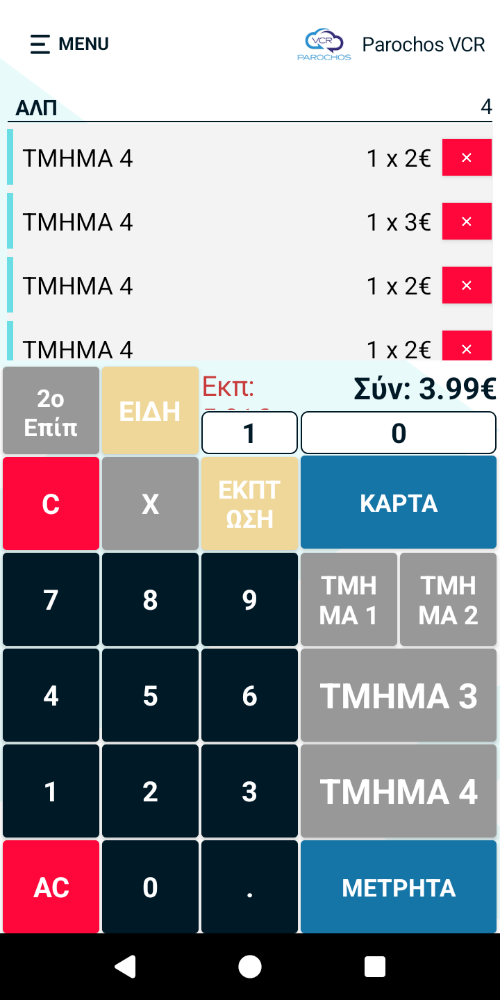 MENU
VCR
PAROCHOS
Parochos VCR
ΑΛΠ 4
ΤΜΗΜΑ 4 1 x 2€ ×
ΤΜΗΜΑ 4 1 x 3€ ×
ΤΜΗΜΑ 4 1 x 2€ ×
ΤΜΗΜΑ 4 1 x 2€ ×
2ο
Επίπ
ΕΙΔΗ
Εκπ:
Σύν: 3.99€
1
0
C
X
ΕΚΠΤ
ΩΣΗ
ΚΑΡΤΑ
7
8
9
ΤΜΗ
ΜΑ 1
ΤΜΗ
ΜΑ 2
4
5
6
ΤΜΗΜΑ 3
1
2
3
ΤΜΗΜΑ 4
AC
0
.
ΜΕΤΡΗΤΑ